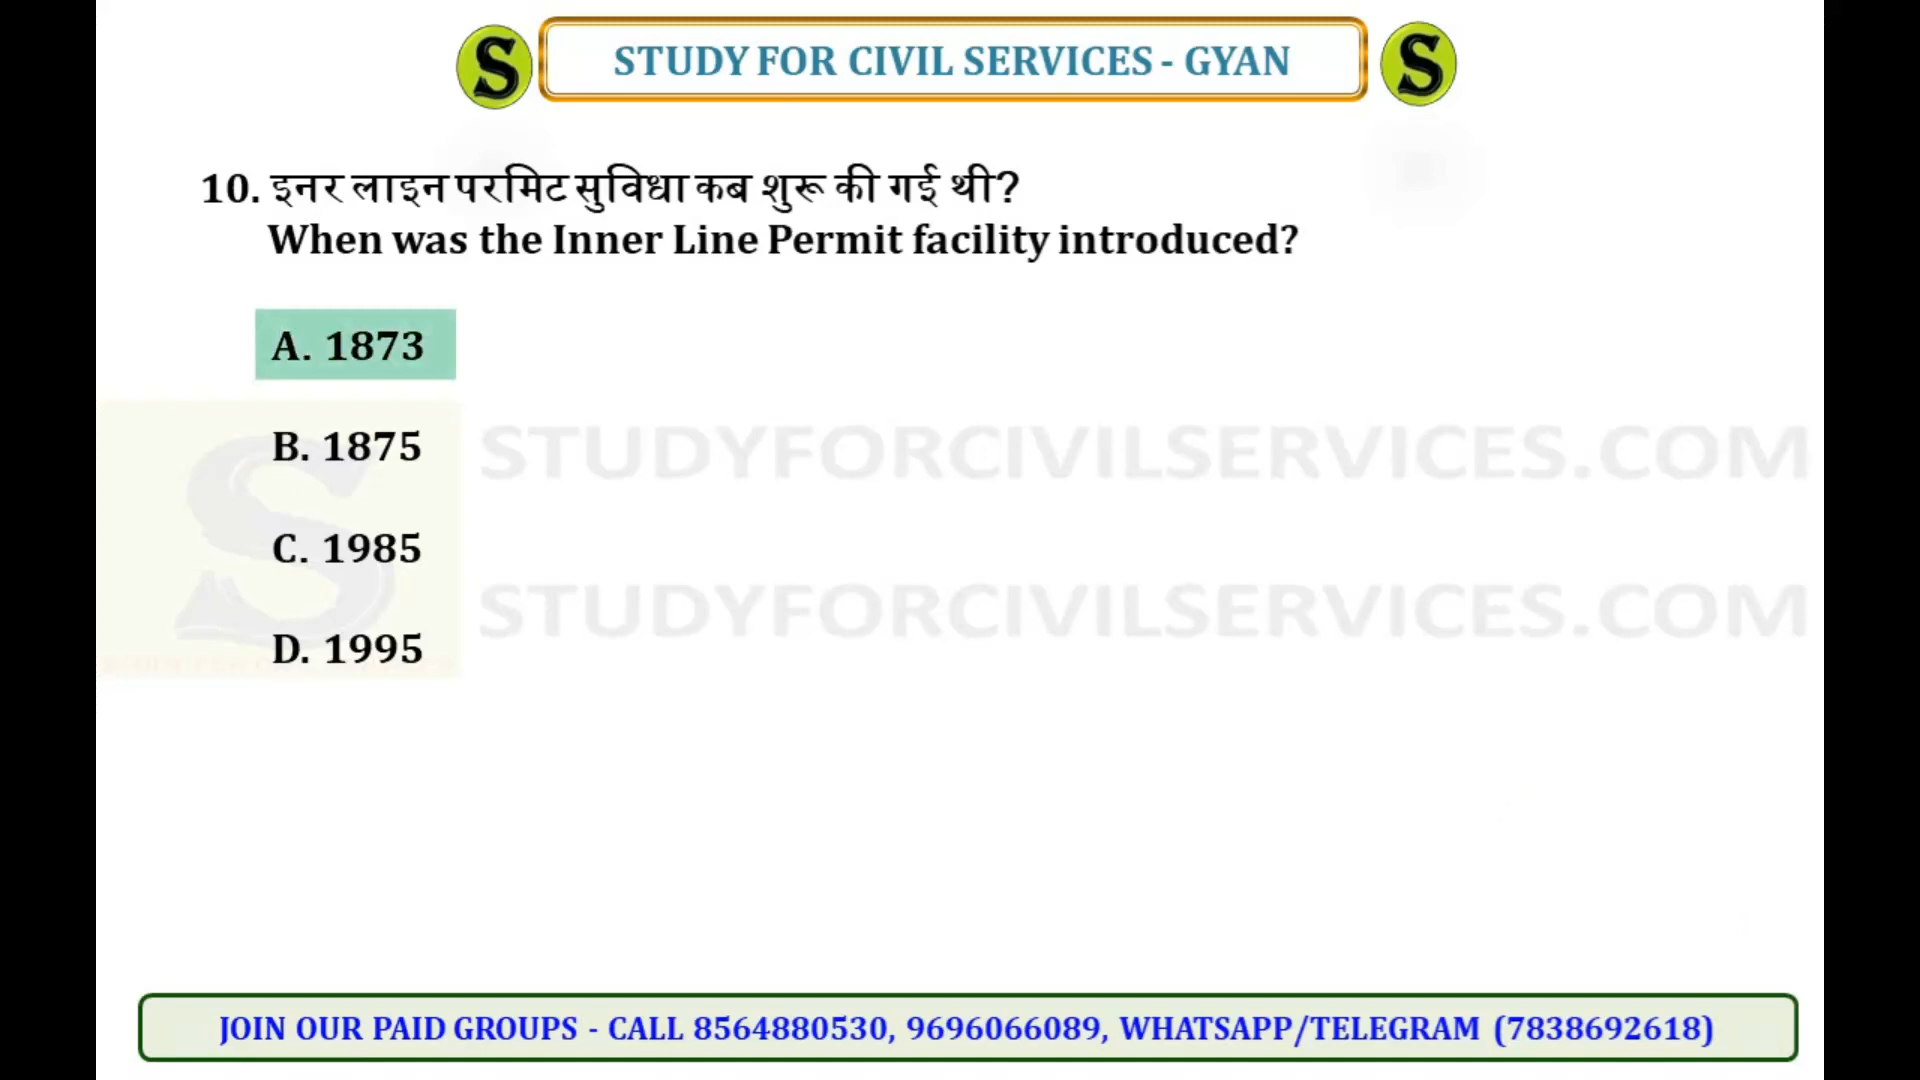 S STUDY FOR CIVIL SERVICES - GYAN S
10. इनर लाइन परमिट सुविधा कब शुरू की गई थी?
When was the Inner Line Permit facility introduced?
A. 1873
B. 1875
STUDYFORCIVILSERVICES.COM
C. 1985
STUDYFORCIVILSERVICES.COM
D. 1995
JOIN OUR PAID GROUPS - CALL 8564880530, 9696066089, WHATSAPP/TELEGRAM (7838692618)